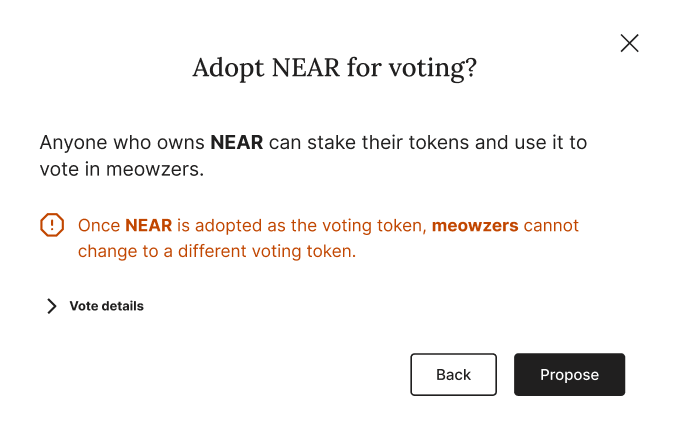 Adopt NEAR for voting?
Anyone who owns NEAR can stake their tokens and use it to
vote in meowzers.
Once NEAR is adopted as the voting token, meowzers cannot
change to a different voting token.
Vote details
Back
Propose